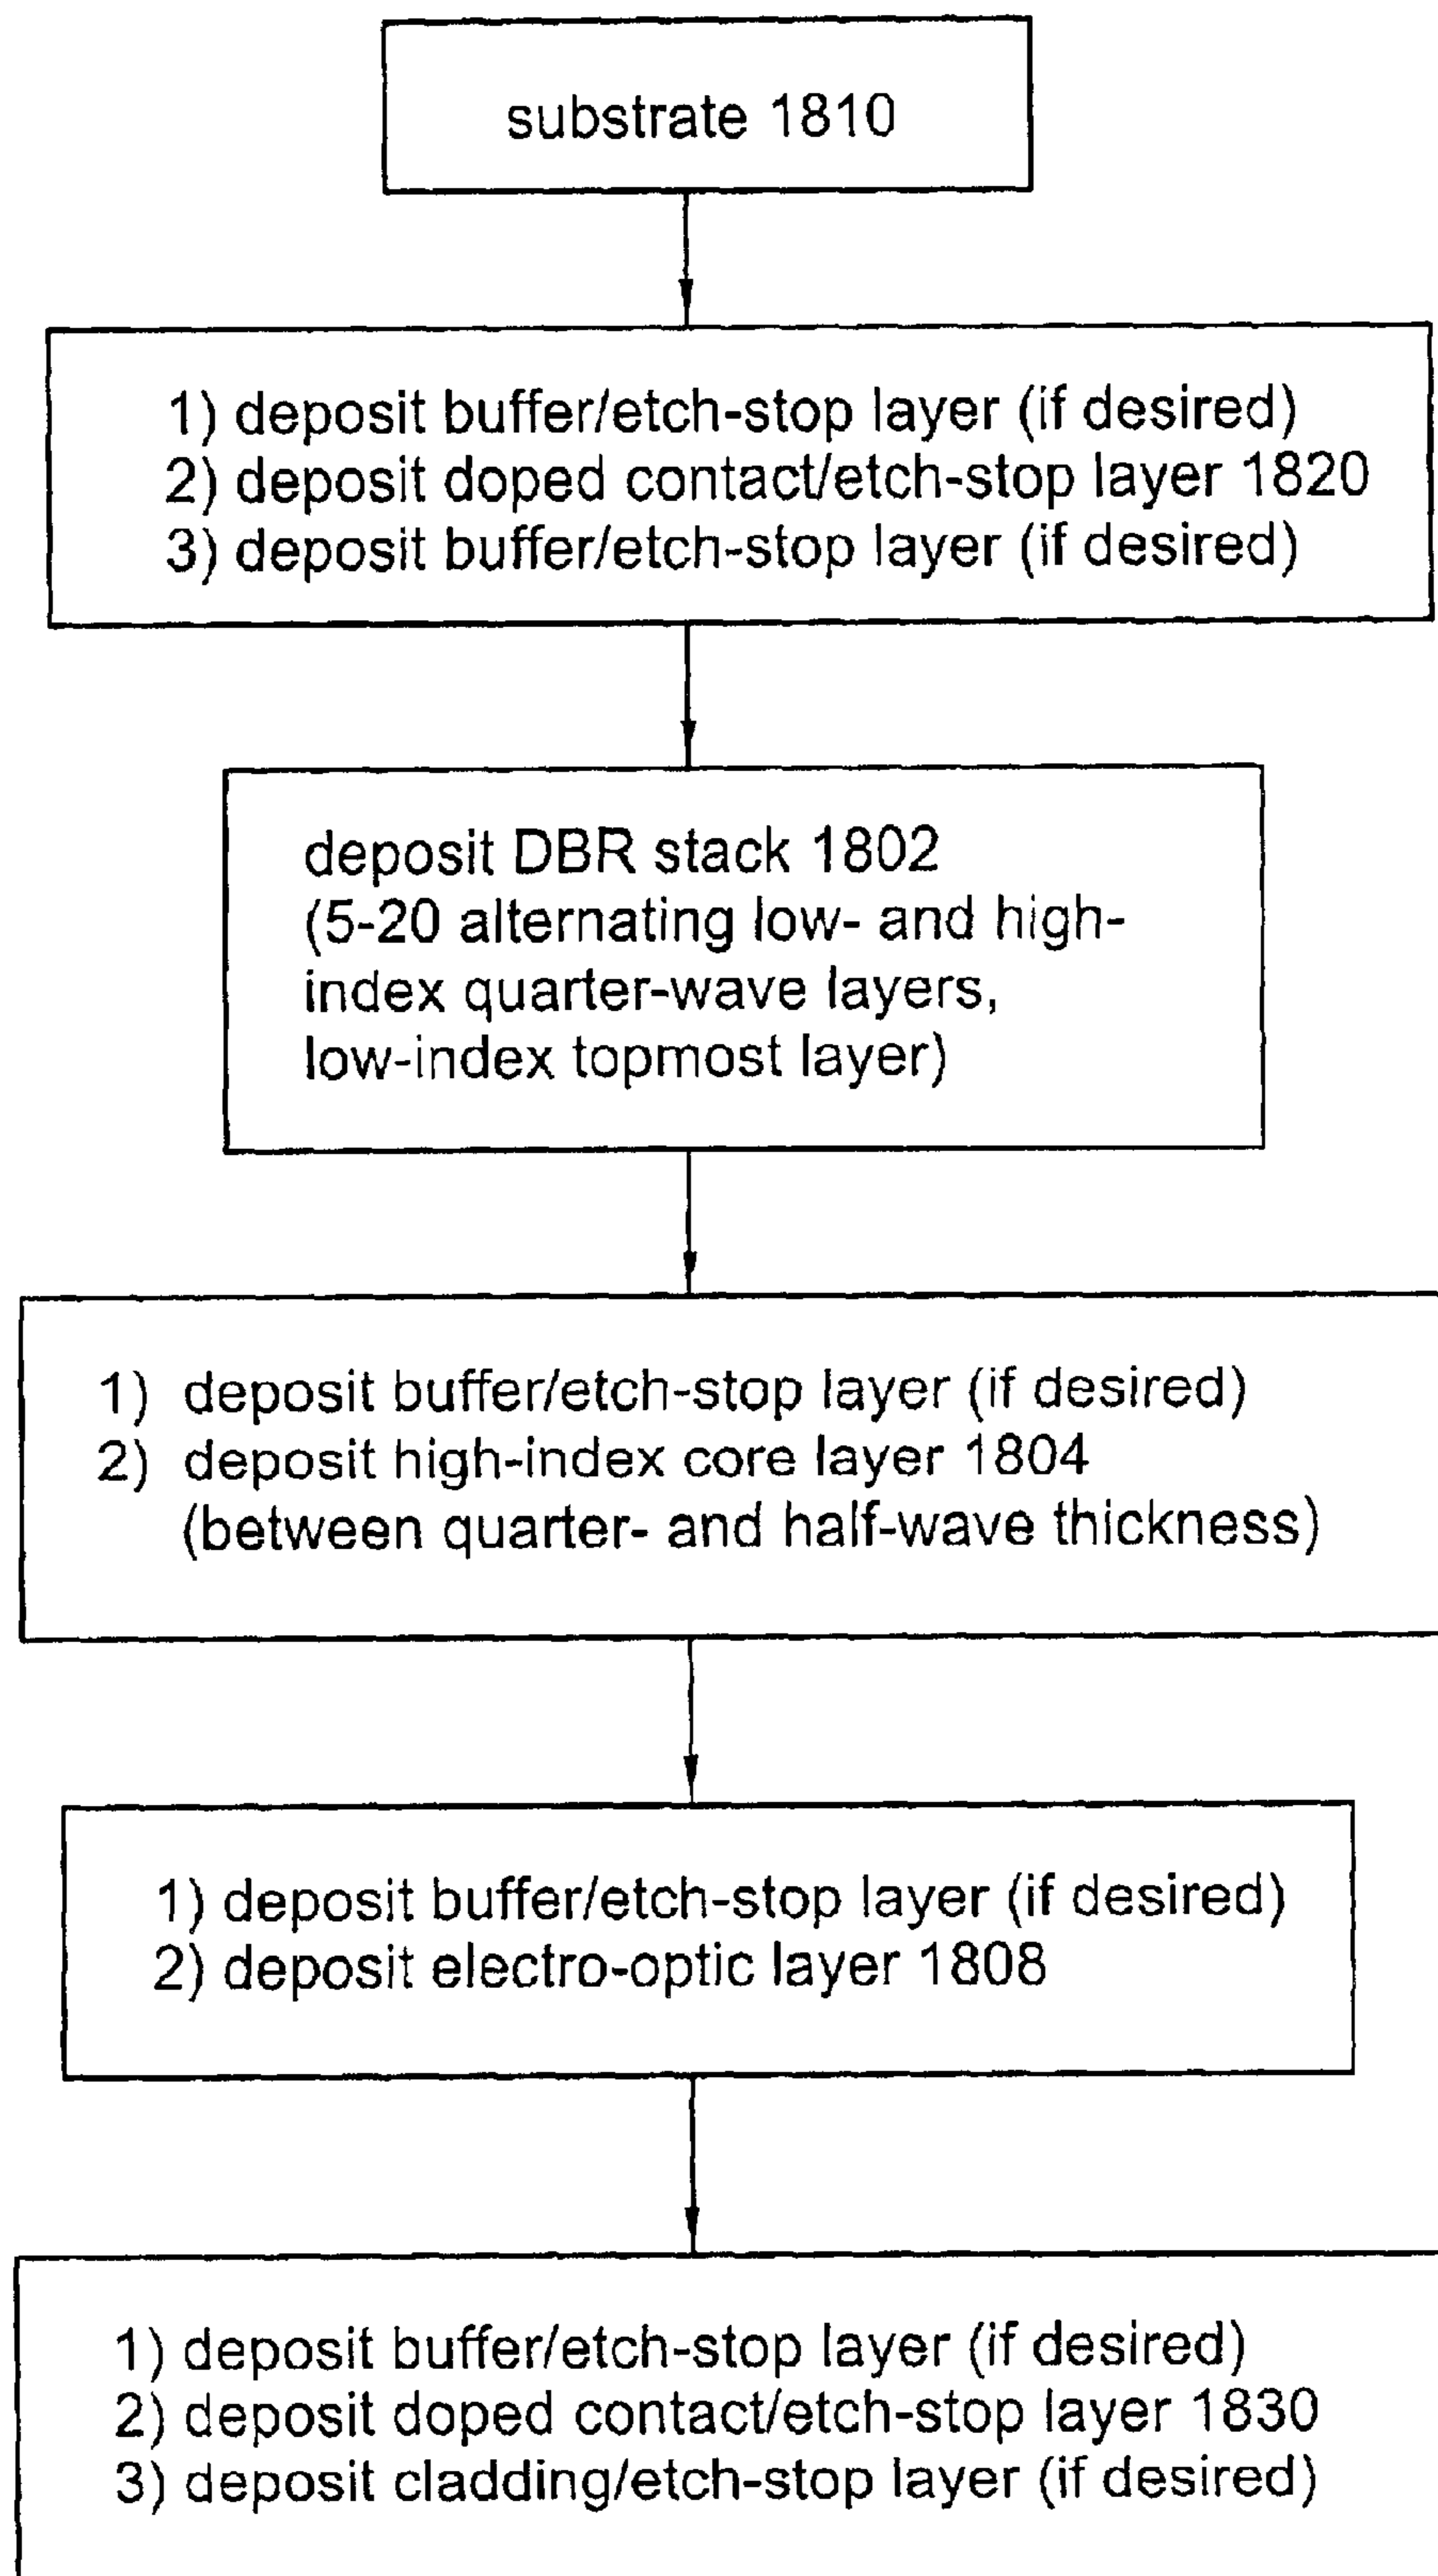 substrate 1810
1) deposit buffer/etch-stop layer (if desired)
2) deposit doped contact/etch-stop layer 1820
3) deposit buffer/etch-stop layer (if desired)
deposit DBR stack 1802
(5-20 alternating low- and high-
index quarter-wave layers,
low-index topmost layer)
1) deposit buffer/etch-stop layer (if desired)
2) deposit high-index core layer 1804
(between quarter- and half-wave thickness)
1) deposit buffer/etch-stop layer (if desired)
2) deposit electro-optic layer 1808
1) deposit buffer/etch-stop layer (if desired)
2) deposit doped contact/etch-stop layer 1830
3) deposit cladding/etch-stop layer (if desired)